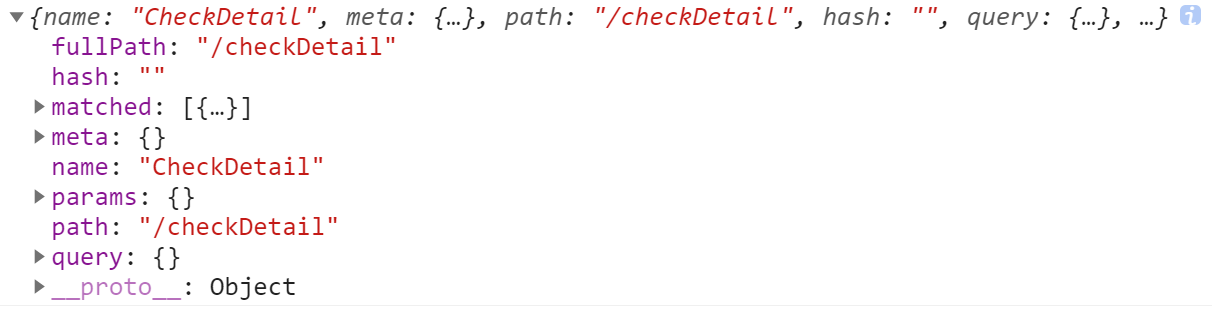 ▼{name: "CheckDetail", meta: {…}, path: "/checkDetail", hash: "", query: {…}, …} i
fullPath: "/checkDetail"
hash: ""
▶matched: [{…}]
▶meta: {}
name: "CheckDetail"
▶params: {}
path: "/checkDetail"
▶query: {}
▶__proto__: Object